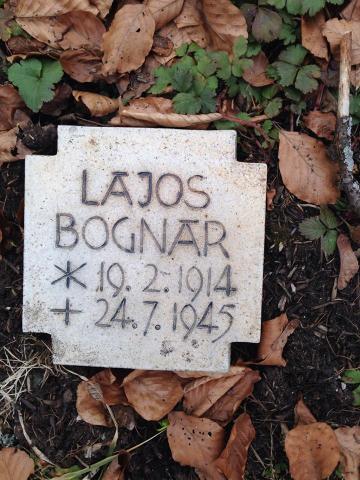 LAJOS
BOGNÁR
* 19. 2. 1914
+ 24. 7. 1945